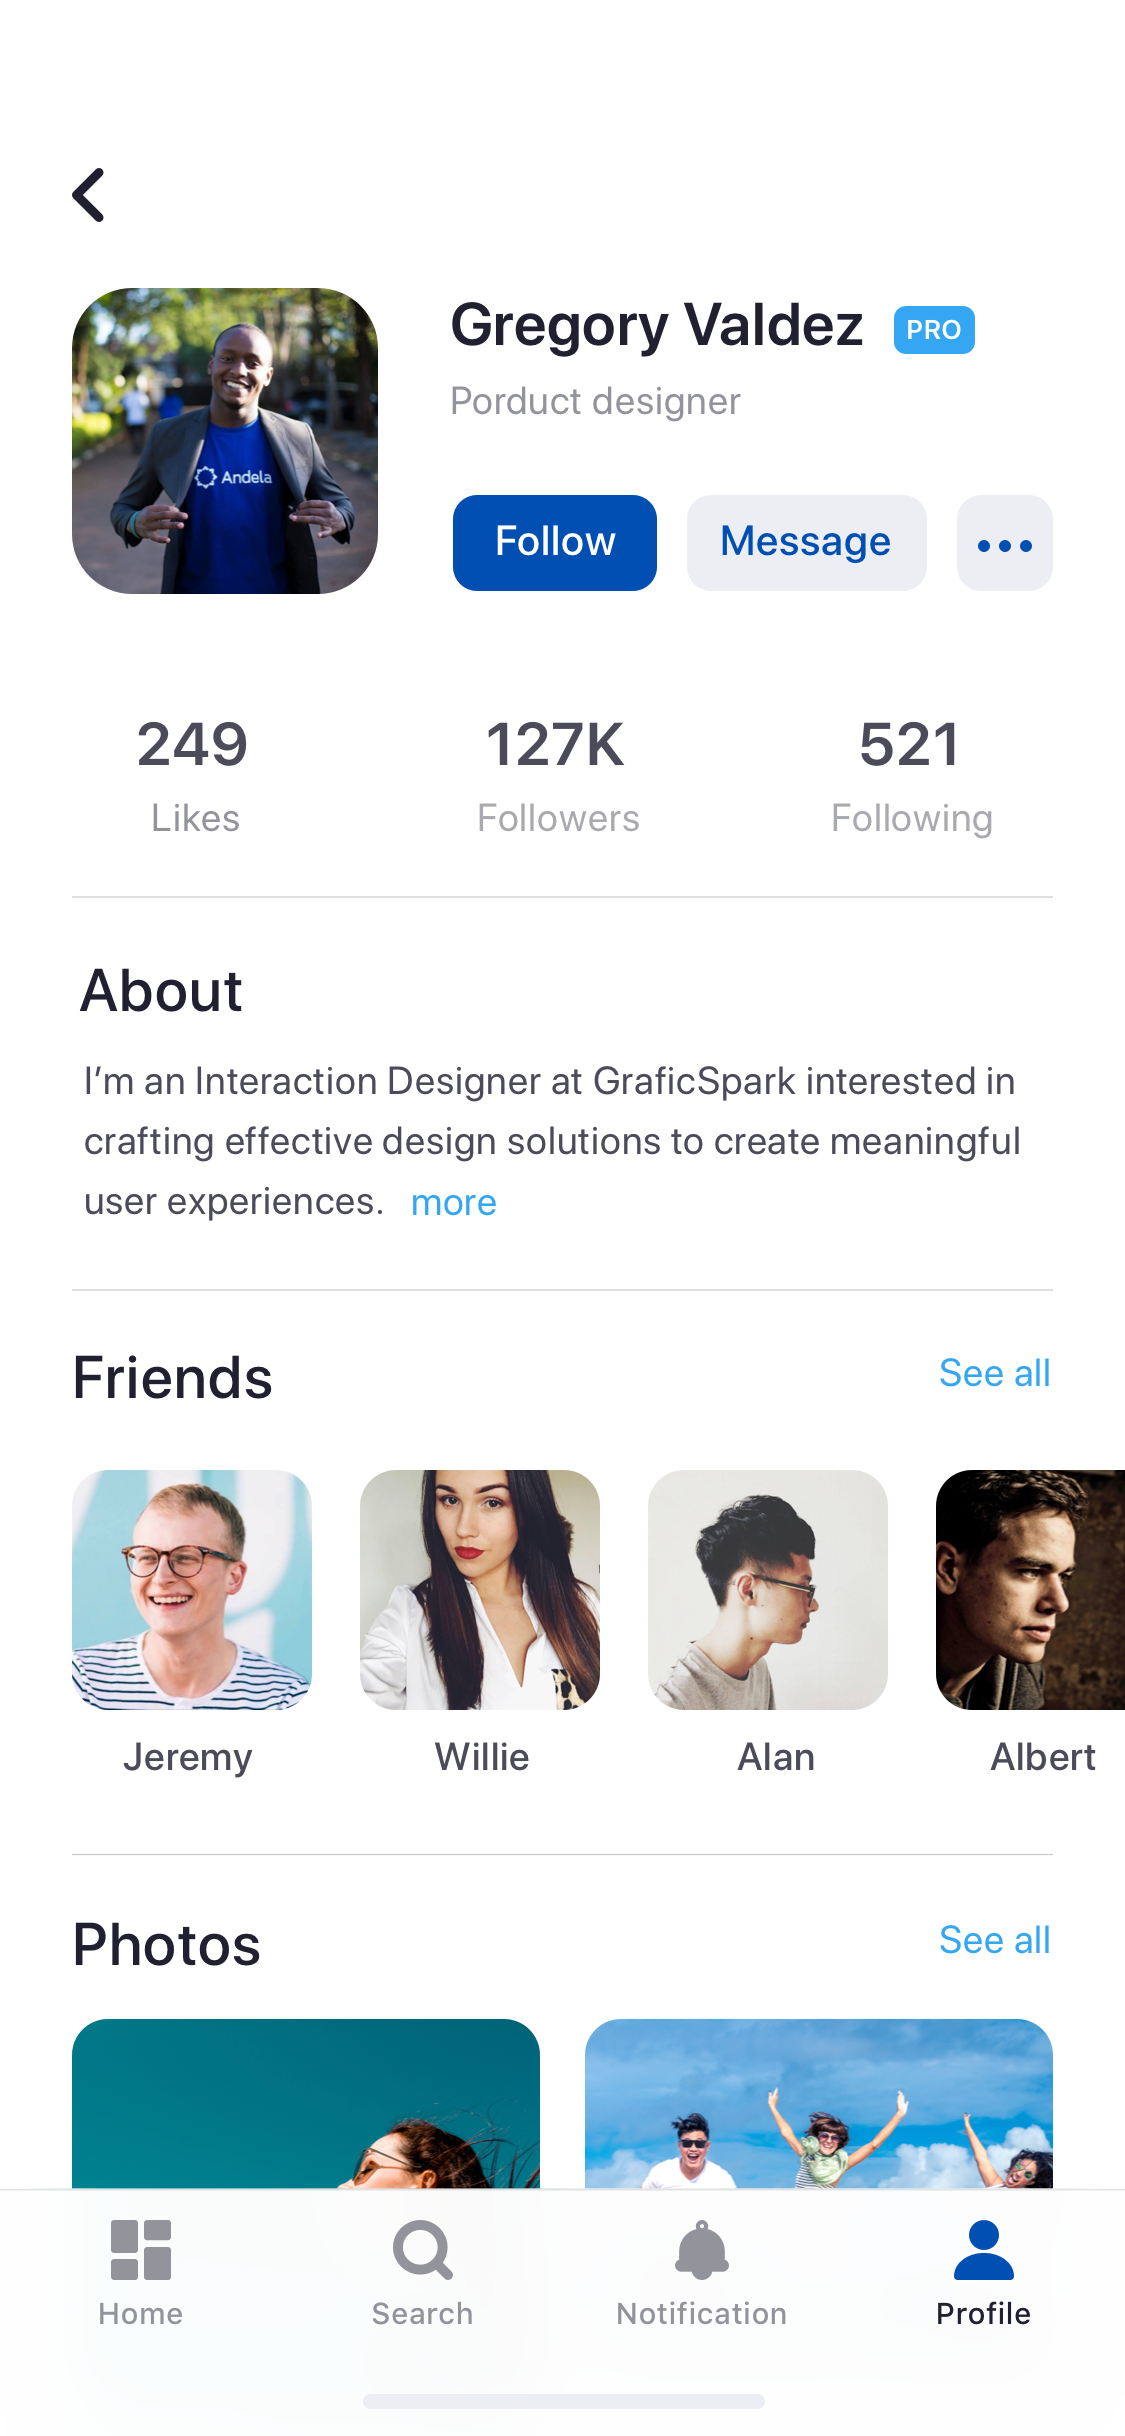 Gregory Valdez PRO
Porduct designer
Andela
Follow Message
249 127K 521
Likes Followers Following
About
I’m an Interaction Designer at GraficSpark interested in
crafting effective design solutions to create meaningful
user experiences. more
Friends See all
Jeremy Willie Alan Albert
Photos See all
Home Search Notification Profile